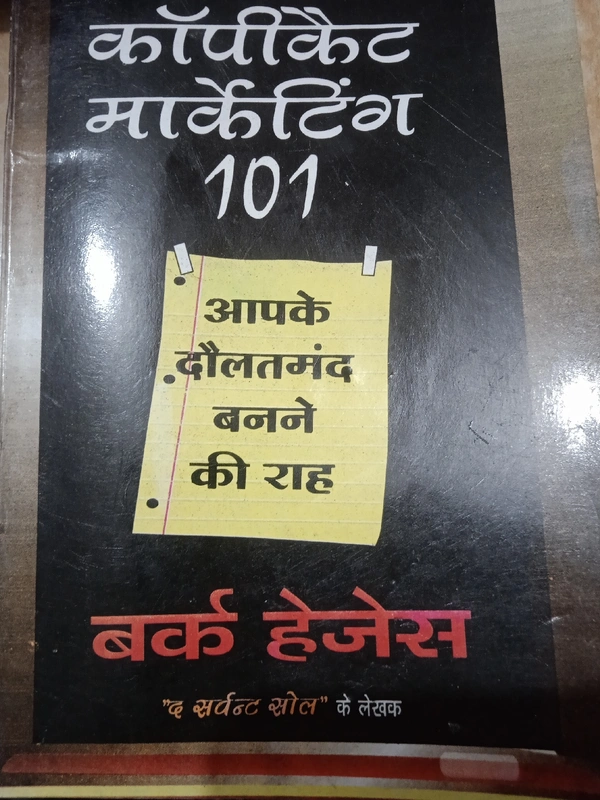 कॉपीकैट
मार्केटिंग
101
आपके
दौलतमंद
बनने
की राह
बर्क हेजेस
"द सर्वन्ट सोल" के लेखक